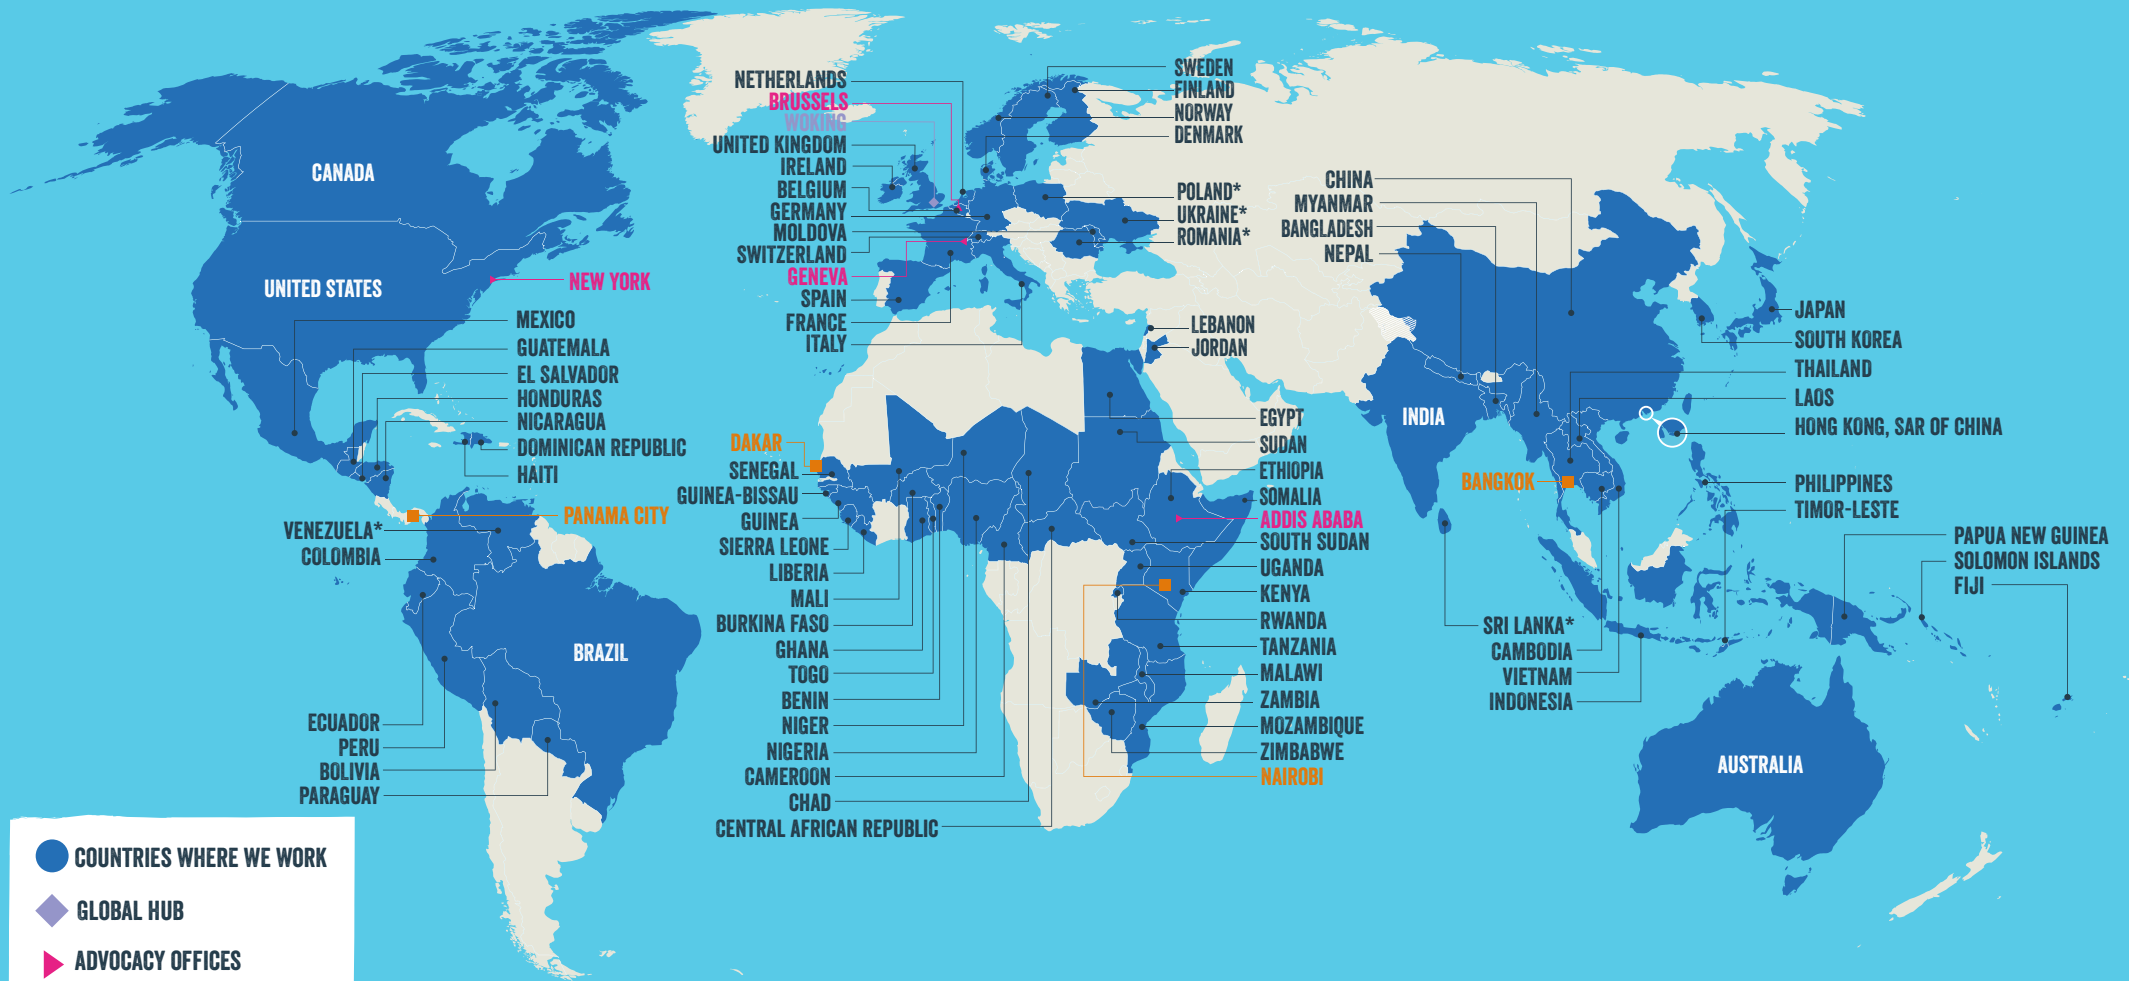 CANADA
UNITED STATES
NEW YORK
MEXICO
GUATEMALA
EL SALVADOR
HONDURAS
NICARAGUA
DOMINICAN REPUBLIC
HAITI
PANAMA CITY
VENEZUELA*
COLOMBIA
BRAZIL
ECUADOR
PERU
BOLIVIA
PARAGUAY
NETHERLANDS
BRUSSELS
WOKING
UNITED KINGDOM
IRELAND
BELGIUM
GERMANY
MOLDOVA
SWITZERLAND
GENEVA
SPAIN
FRANCE
ITALY
SWEDEN
FINLAND
NORWAY
DENMARK
POLAND*
UKRAINE*
ROMANIA*
LEBANON
JORDAN
DAKAR
SENEGAL
GUINEA-BISSAU
GUINEA
SIERRA LEONE
LIBERIA
MALI
BURKINA FASO
GHANA
TOGO
BENIN
NIGER
NIGERIA
CAMEROON
CHAD
CENTRAL AFRICAN REPUBLIC
EGYPT
SUDAN
ETHIOPIA
SOMALIA
ADDIS ABABA
SOUTH SUDAN
UGANDA
KENYA
RWANDA
TANZANIA
MALAWI
ZAMBIA
MOZAMBIQUE
ZIMBABWE
NAIROBI
CHINA
MYANMAR
BANGLADESH
NEPAL
INDIA
BANGKOK
JAPAN
SOUTH KOREA
THAILAND
LAOS
HONG KONG, SAR OF CHINA
PHILIPPINES
TIMOR-LESTE
PAPUA NEW GUINEA
SOLOMON ISLANDS
FIJI
SRI LANKA*
CAMBODIA
VIETNAM
INDONESIA
AUSTRALIA
COUNTRIES WHERE WE WORK
GLOBAL HUB
ADVOCACY OFFICES